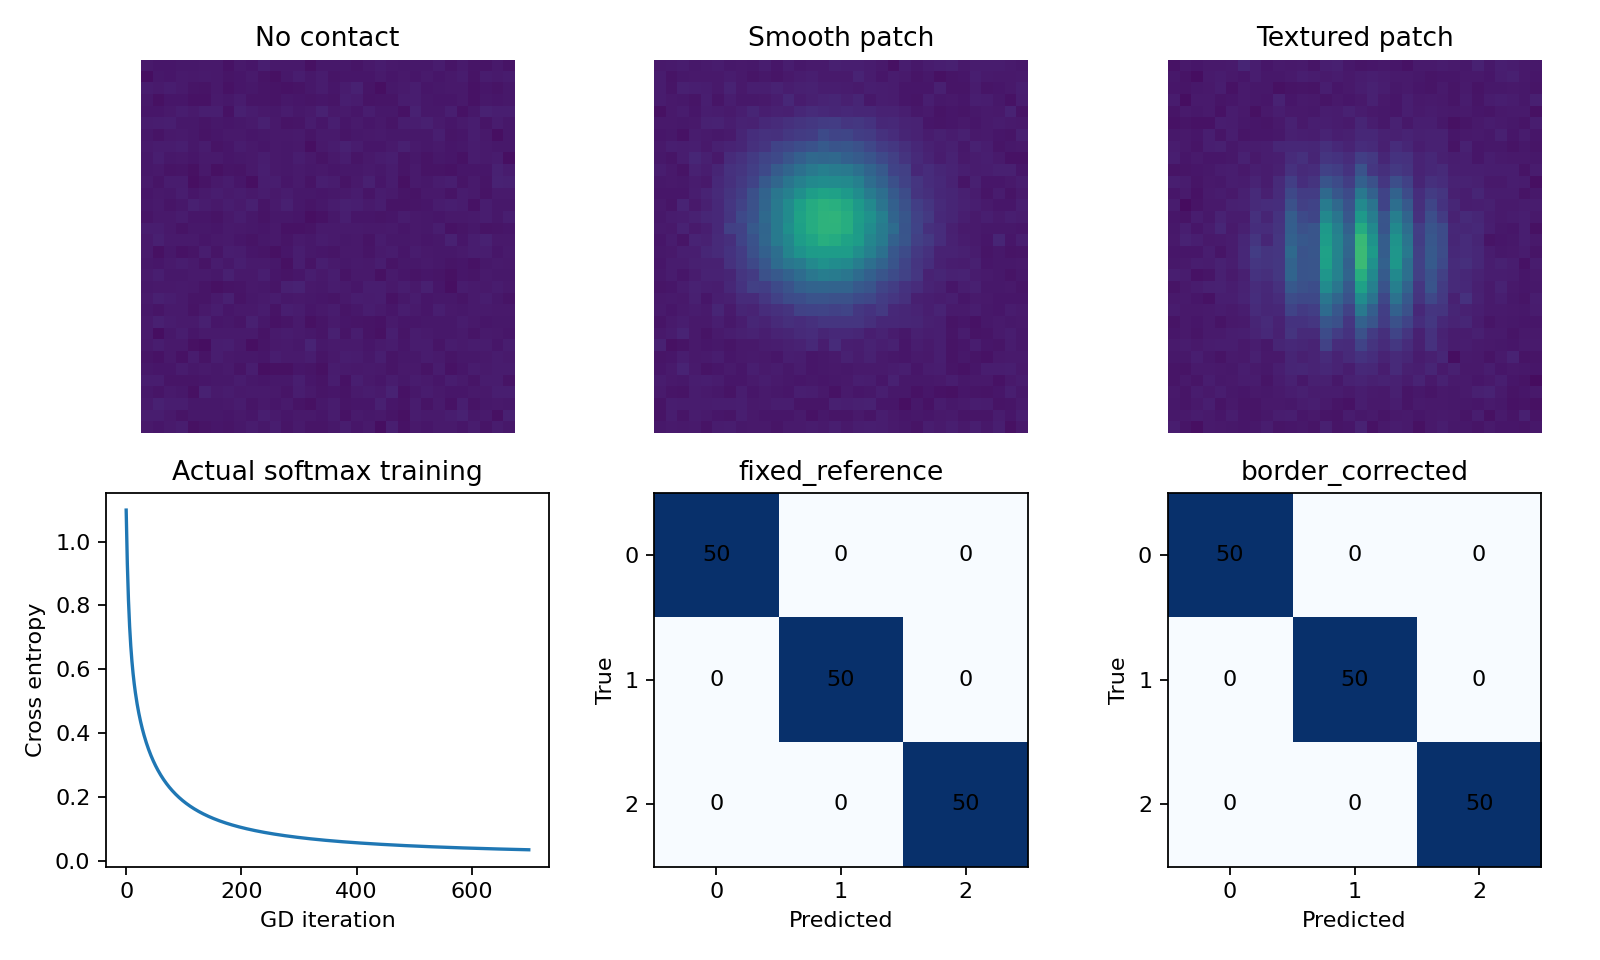 No contact
Smooth patch
Textured patch
Actual softmax training
Cross entropy
1.0
0.8
0.6
0.4
0.2
0.0
0 200 400 600
GD iteration
fixed_reference
True
0 50 0 0
1 0 50 0
2 0 0 50
0 1 2
Predicted
border_corrected
True
0 50 0 0
1 0 50 0
2 0 0 50
0 1 2
Predicted